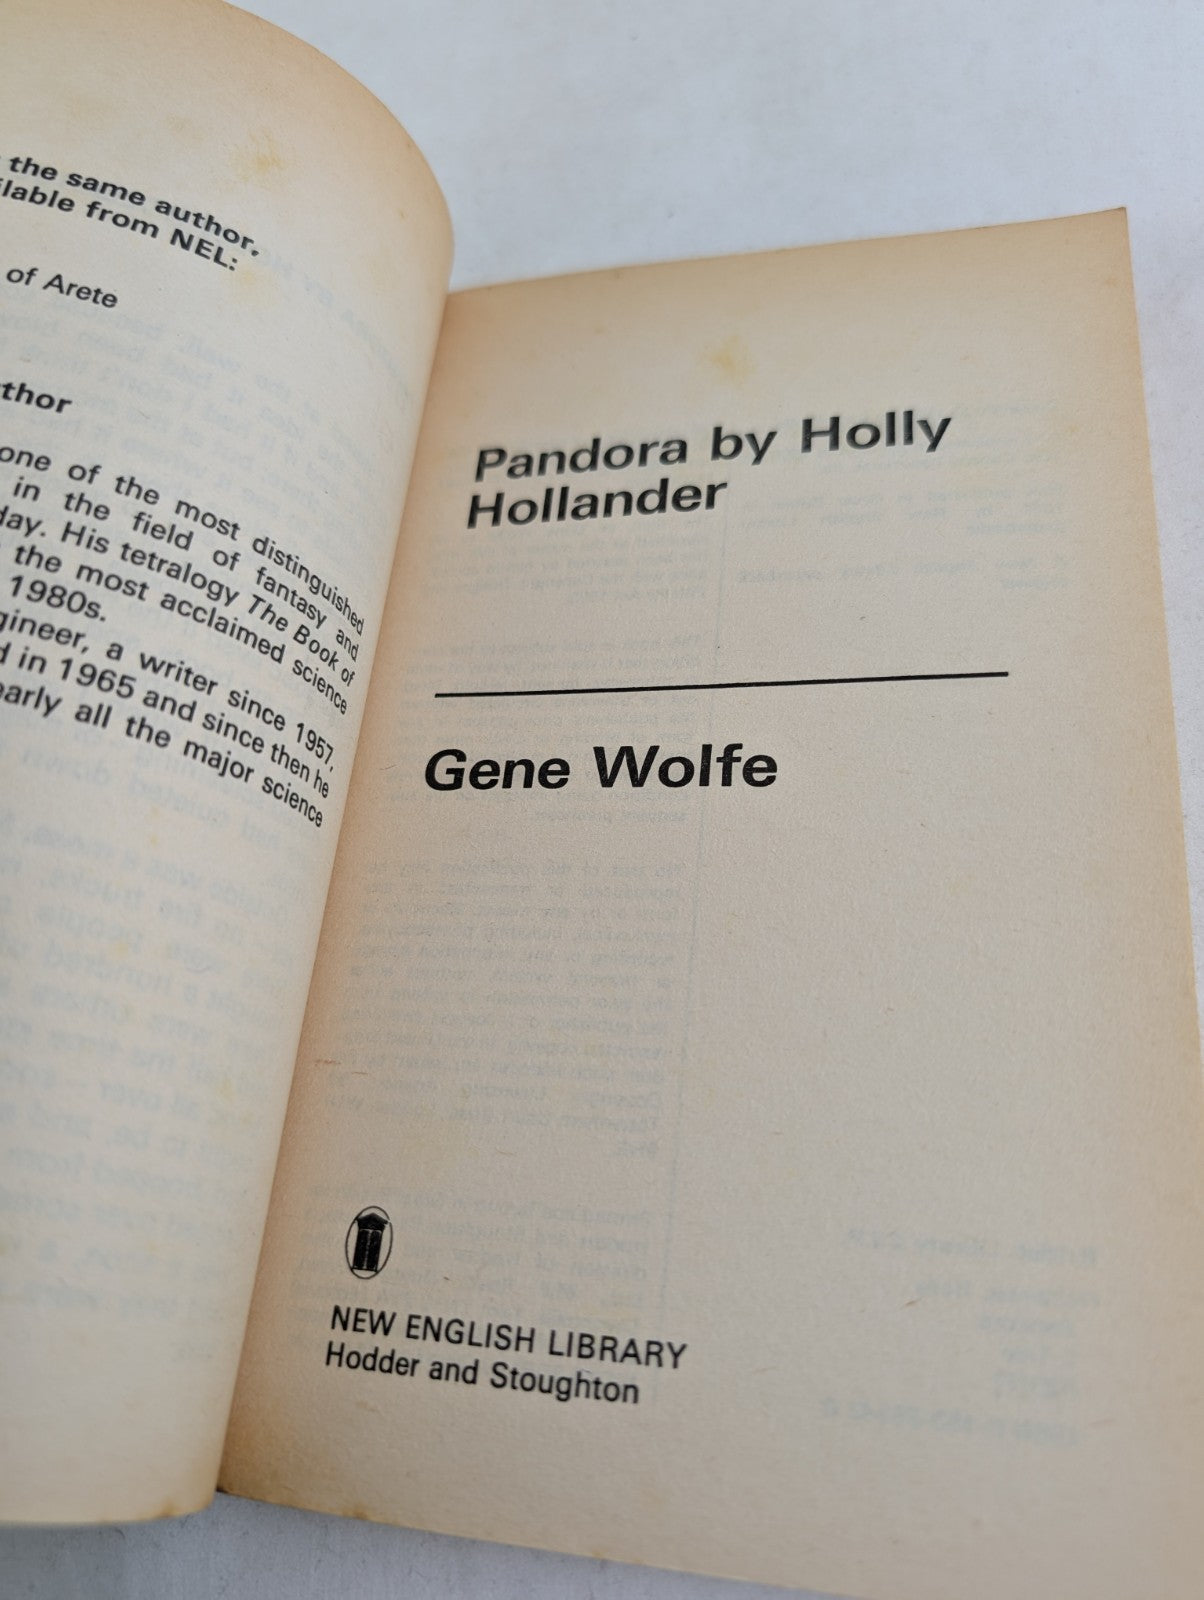 the same author,
ilable from NEL:
of Arete
thor
one of the most distinguished
in the field of fantasy and
day. His tetralogy The Book of
the most acclaimed science
1980s.
gineer, a writer since 1957,
d in 1965 and since then he
early all the major science
Pandora by Holly
Hollander
Gene Wolfe
NEW ENGLISH LIBRARY
Hodder and Stoughton